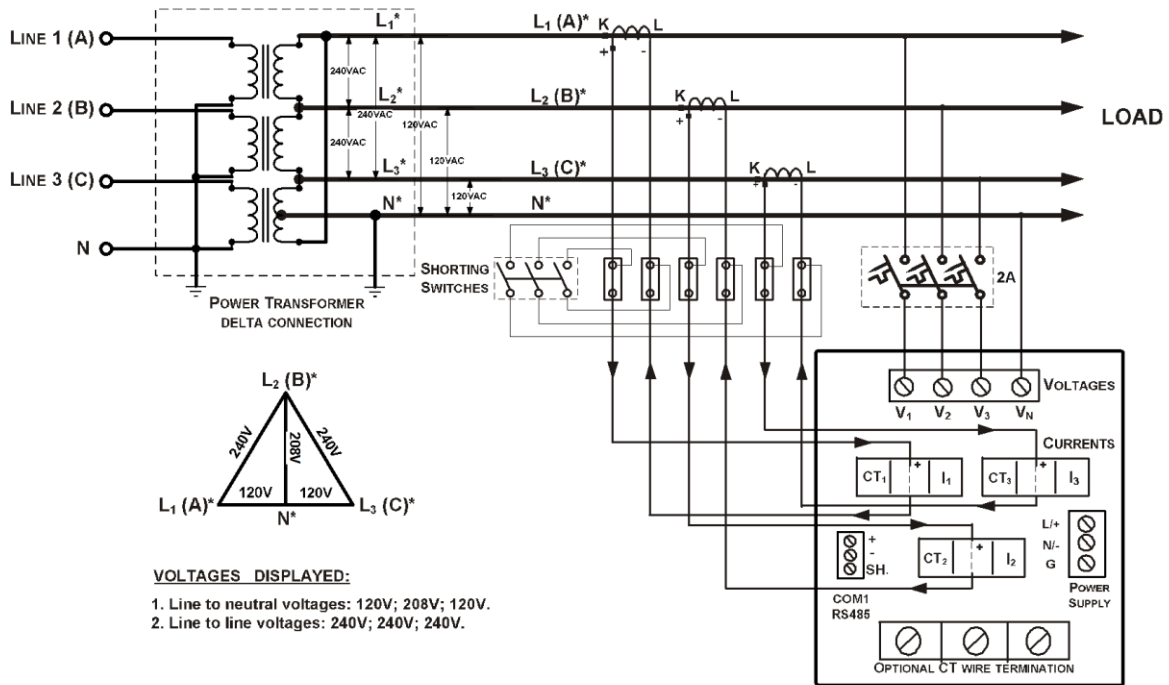 LINE 1 (A)
LINE 2 (B)
LINE 3 (C)
N
L1*
L2*
L3*
N*
240VAC
240VAC
240VAC
120VAC
120VAC
120VAC
POWER TRANSFORMER
DELTA CONNECTION
L1 (A)*
L2 (B)*
L3 (C)*
N*
K
L
+
-
K
L
+
-
K
L
+
-
LOAD
SHORTING
SWITCHES
2A
VOLTAGES
V1
V2
V3
VN
CURRENTS
CT1
+
I1
CT3
+
I3
CT2
+
I2
+
-
SH.
COM1
RS485
L/+
N/-
G
POWER
SUPPLY
OPTIONAL CT WIRE TERMINATION
L2 (B)*
240V
208V
240V
L1 (A)*
120V
120V
L3 (C)*
N*
VOLTAGES DISPLAYED:
1. Line to neutral voltages: 120V; 208V; 120V.
2. Line to line voltages: 240V; 240V; 240V.